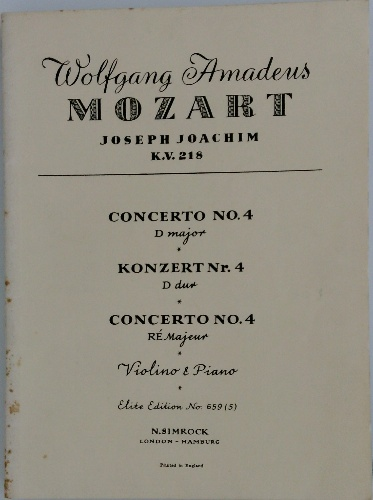 Wolfgang Amadeus
MOZART
JOSEPH JOACHIM
K.V. 218
CONCERTO NO. 4
D major
*
KONZERT Nr. 4
D dur
*
CONCERTO NO. 4
RÉ Majeur
*
Violino & Piano
*
Elite Edition No. 659 (S)
N. SIMROCK
LONDON - HAMBURG
Printed in England